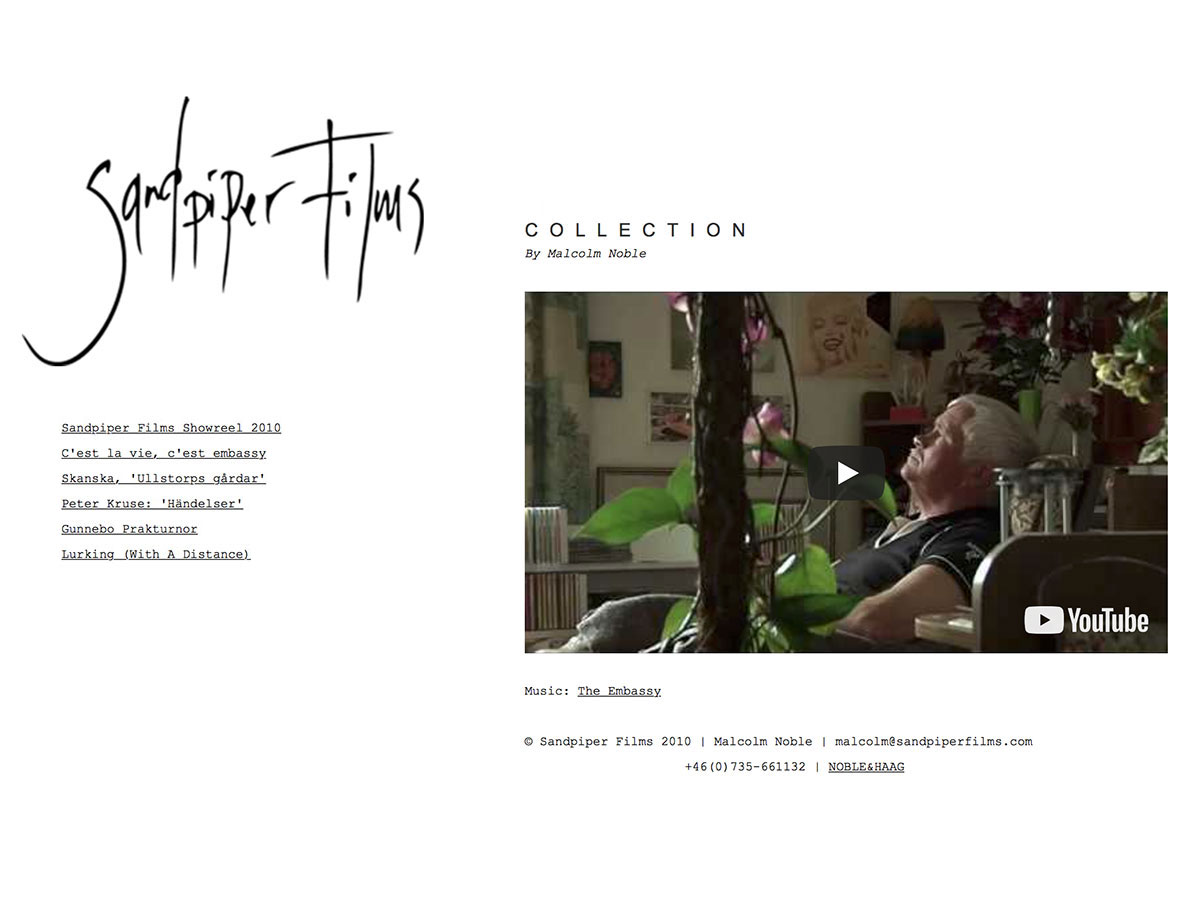 Sandpiper Films
Sandpiper Films Showreel 2010
C'est la vie, c'est embassy
Skanska, 'Ullstorps gårdar'
Peter Kruse: 'Händelser'
Gunnebo Prakturnor
Lurking (With A Distance)
COLLECTION
By Malcolm Noble
YouTube
Music: The Embassy
© Sandpiper Films 2010 | Malcolm Noble | malcolm@sandpiperfilms.com
+46(0)735-661132 | NOBLE&HAAG